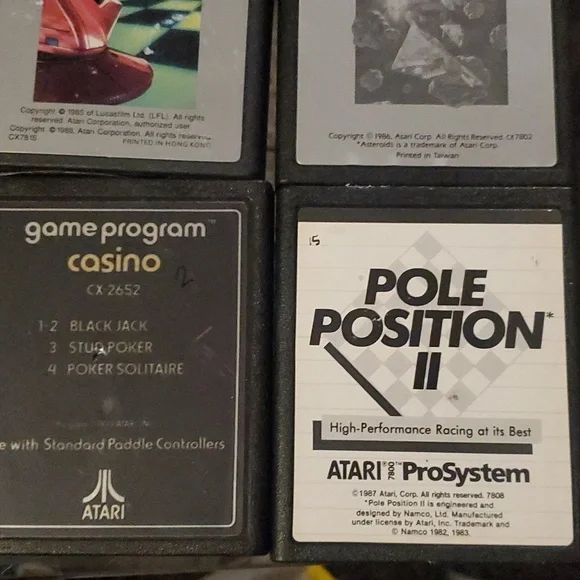 Copyright © 1985 of Lucasfilm Ltd. (LFL). All rights
reserved. Atari Corporation, authorized user.
Copyright © 1988, Atari Corporation. All rights reserved.
CX7815
PRINTED IN HONG KONG
Copyright © 1986, Atari Corp. All Rights Reserved. CX7802
*Asteroids is a trademark of Atari Corp.
Printed in Taiwan
game program™
casino
2
CX-2652
1-2 BLACK JACK
3 STUD POKER
4 POKER SOLITAIRE
with Standard Paddle Controllers
ATARI
15
POLE
POSITION*
II
High-Performance Racing at its Best
ATARI® 7800™ ProSystem
©1987 Atari, Corp. All rights reserved. 7808
*Pole Position II is engineered and
designed by Namco, Ltd. Manufactured
under license by Atari, Inc. Trademark and
© Namco 1982, 1983.